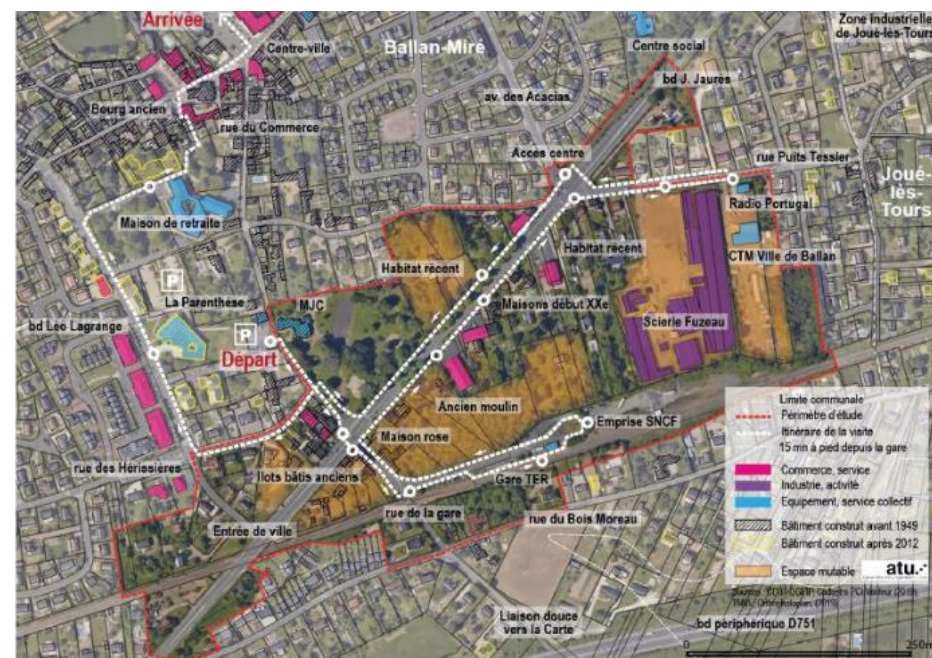 Arrivée
Centre-ville
Ballan-Miré
Centre social
Zone industrielle
de Joué-lès-Tours
bd J. Jaurès
Bourg ancien
rue du Commerce
av. des Acacias
Accès centre
rue Puits Tessier
Joué-
lès-
Tours
Maison de retraite
Radio Portugal
Habitat récent
Habitat récent
CTM Ville de Ballan
P
La Parenthèse
MJC
Maisons début XXe
bd Léo Lagrange
P
Départ
Scierie Fuzeau
Ancien moulin
Emprise SNCF
Maison rose
rue des Hérissières
Ilots bâtis anciens
Gare TER
Entrée de ville
rue de la gare
rue du Bois Moreau
Liaison douce
vers la Carte
bd périphérique D751
Limite communale
Périmètre d'étude
Itinéraire de la visite
15 mn à pied depuis la gare
Commerce, service
Industrie, activité
Equipement, service collectif
Bâtiment construit avant 1949
Bâtiment construit après 2012
Espace mutable
atu
0
250m